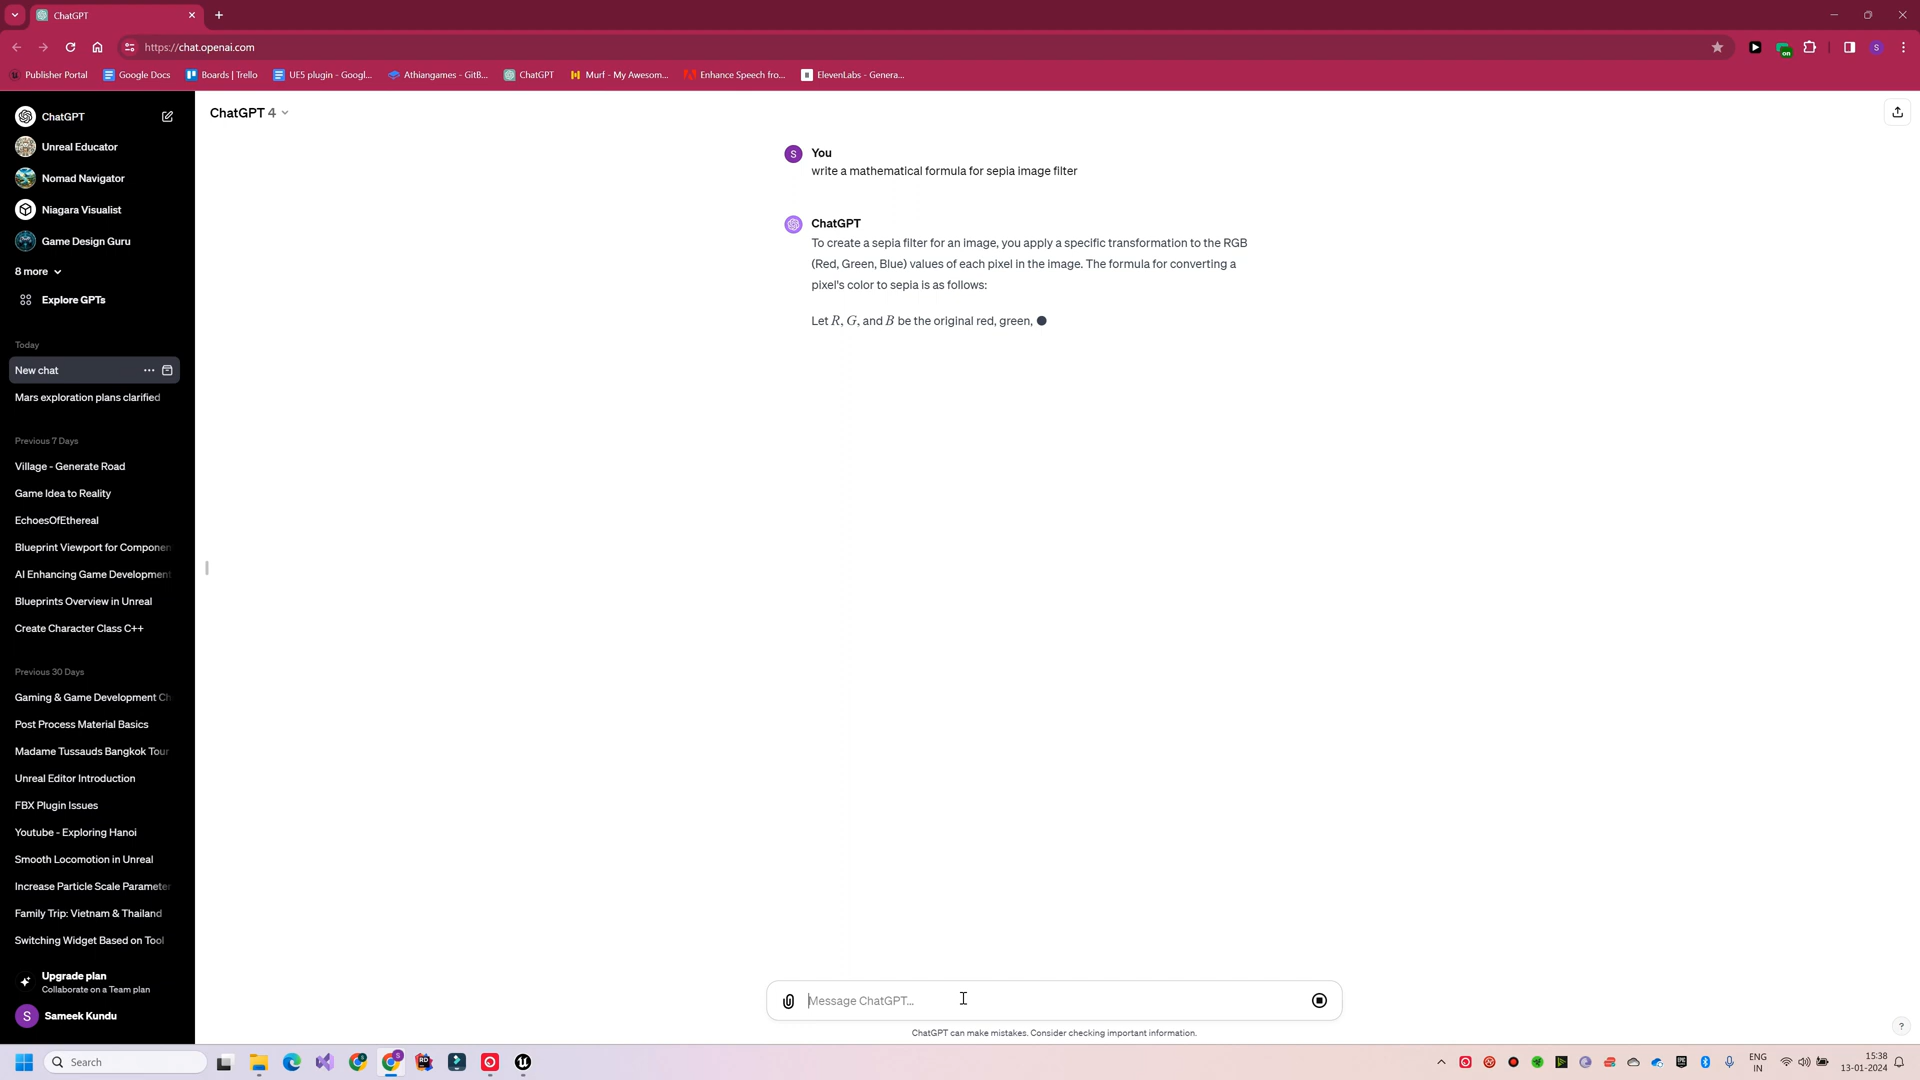 ChatGPT
https://chat.openai.com
Publisher Portal
Google Docs
Boards | Trello
UE5 plugin - Googl...
Athiangames - GitB...
ChatGPT
Murf - My Awesom...
Enhance Speech fro...
ElevenLabs - Genera...
ChatGPT
Unreal Educator
Nomad Navigator
Niagara Visualist
Game Design Guru
8 more
Explore GPTs
Today
New chat
Mars exploration plans clarified
Previous 7 Days
Village - Generate Road
Game Idea to Reality
EchoesOfEthereal
Blueprint Viewport for Componen
AI Enhancing Game Development
Blueprints Overview in Unreal
Create Character Class C++
Previous 30 Days
Gaming & Game Development Ch
Post Process Material Basics
Madame Tussauds Bangkok Tour
Unreal Editor Introduction
FBX Plugin Issues
Youtube - Exploring Hanoi
Smooth Locomotion in Unreal
Increase Particle Scale Parameter
Family Trip: Vietnam & Thailand
Switching Widget Based on Tool
Upgrade plan
Collaborate on a Team plan
S Sameek Kundu
ChatGPT 4
S You
write a mathematical formula for sepia image filter
ChatGPT
To create a sepia filter for an image, you apply a specific transformation to the RGB
(Red, Green, Blue) values of each pixel in the image. The formula for converting a
pixel's color to sepia is as follows:
Let R, G, and B be the original red, green,
Message ChatGPT...
ChatGPT can make mistakes. Consider checking important information.
?
Search
ENG
IN
15:38
13-01-2024